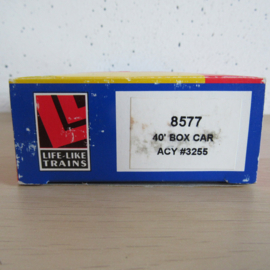 LIFE-LIKE
TRAINS
8577
40' BOX CAR
ACY #3255